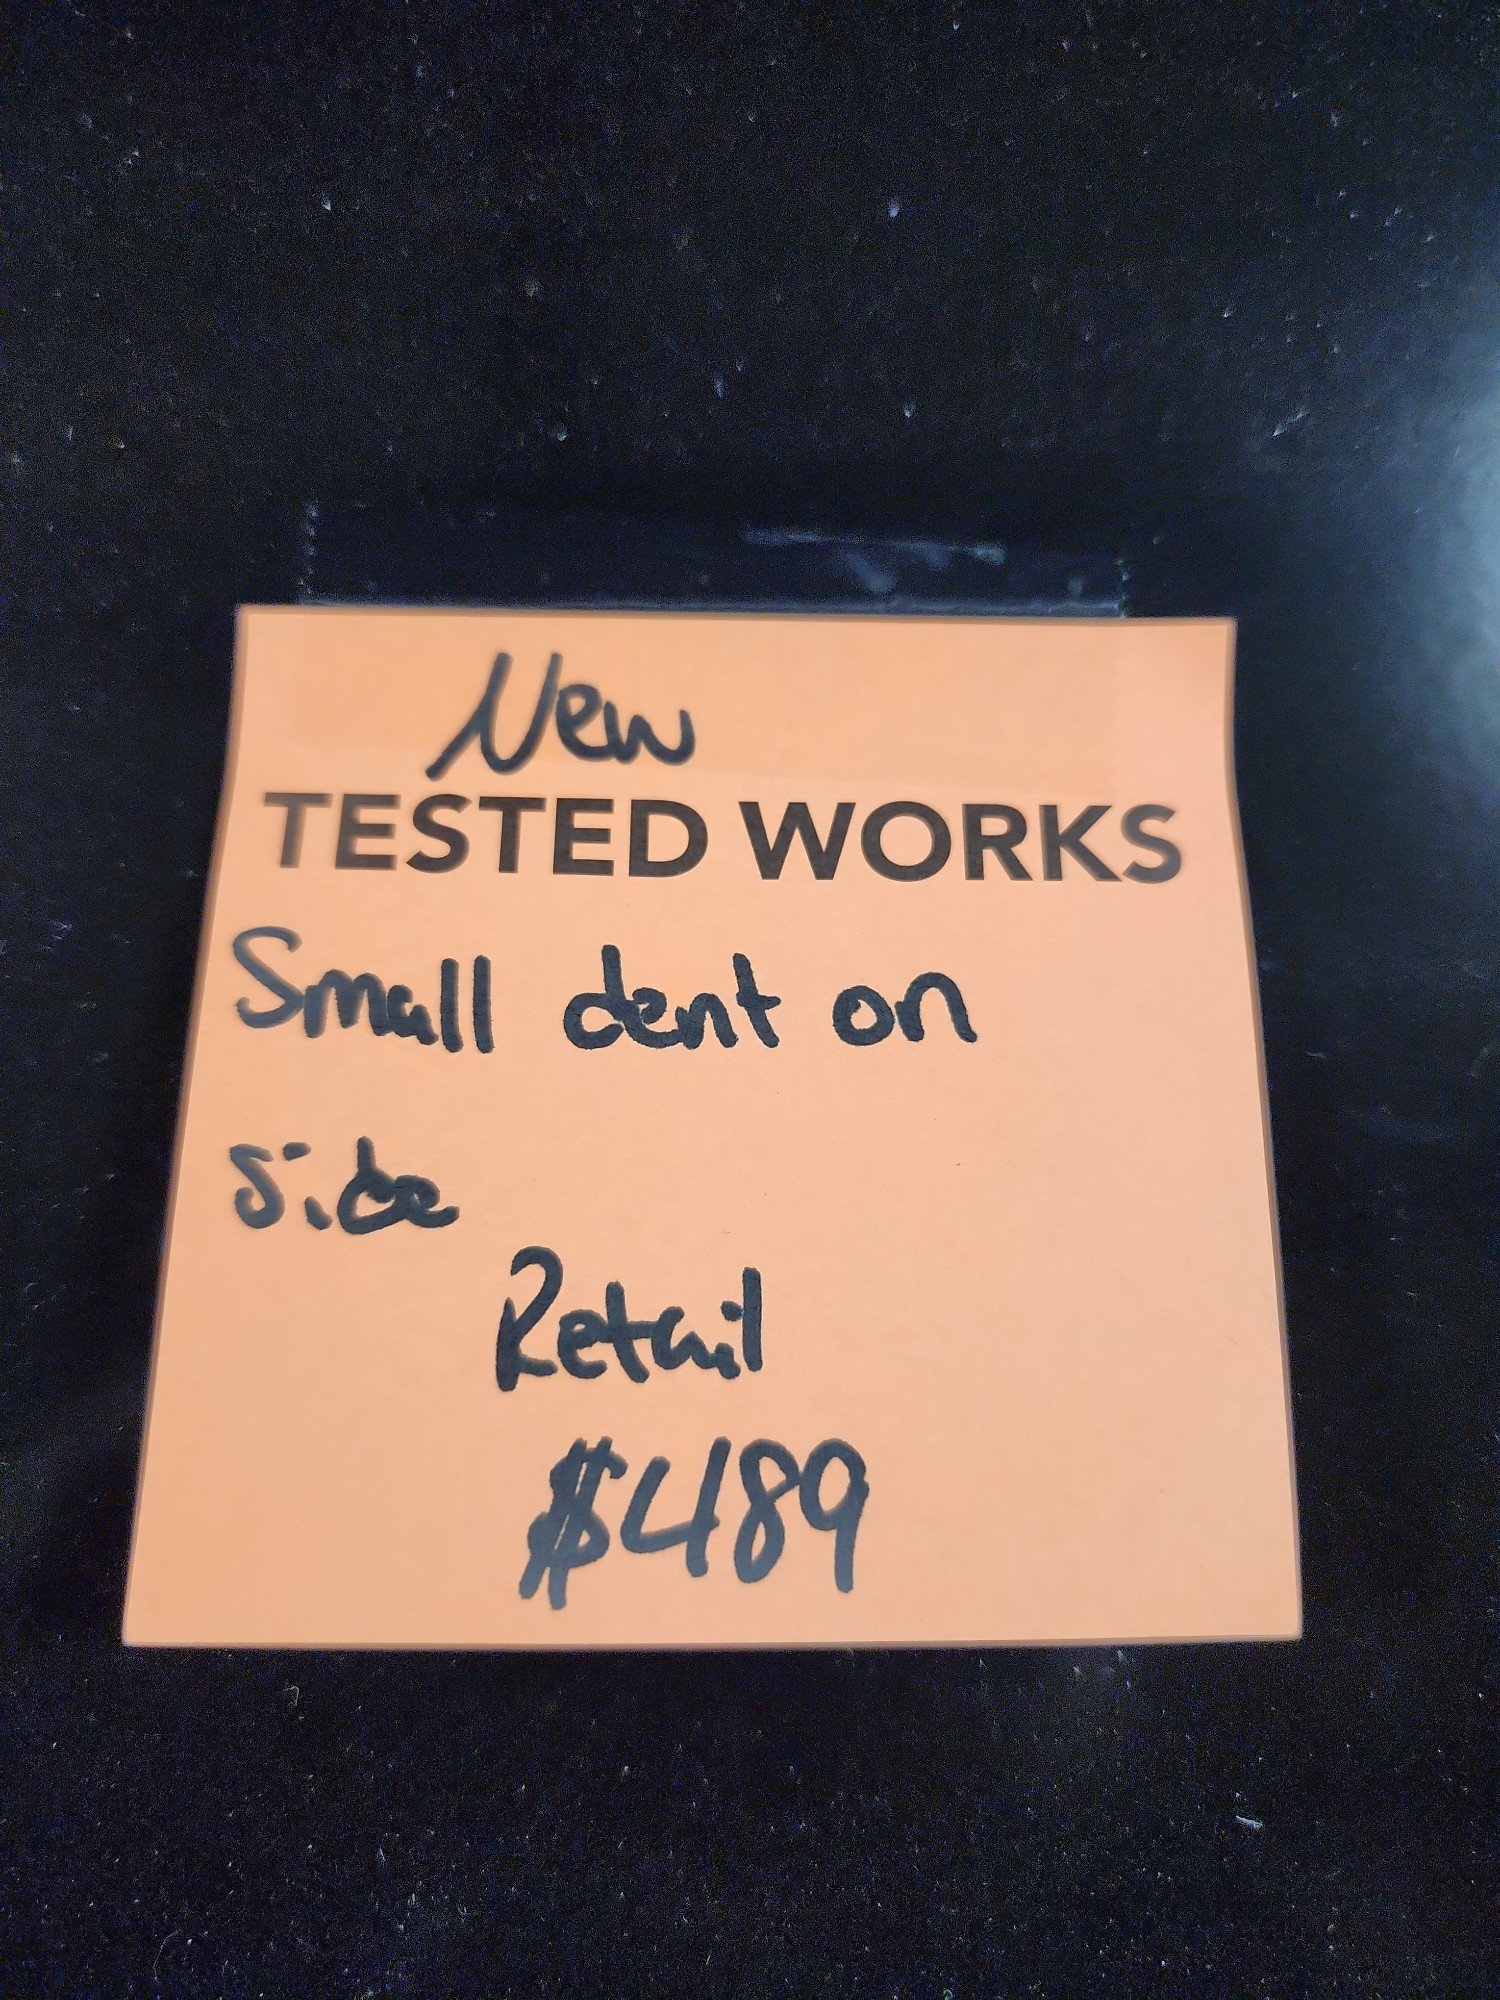 New
TESTED WORKS
Small dent on
side
Retail
$489